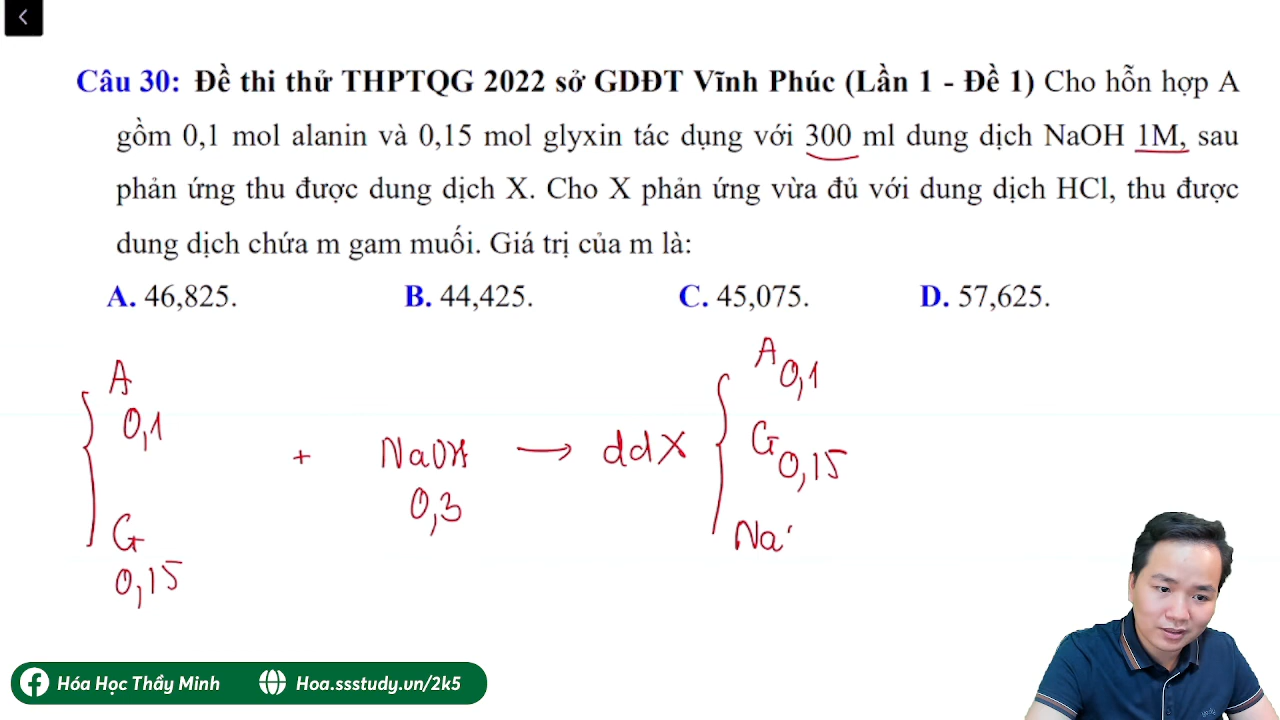 Câu 30: Đề thi thử THPTQG 2022 sở GDĐT Vĩnh Phúc (Lần 1 - Đề 1) Cho hỗn hợp A
gồm 0,1 mol alanin và 0,15 mol glyxin tác dụng với 300 ml dung dịch NaOH 1M, sau
phản ứng thu được dung dịch X. Cho X phản ứng vừa đủ với dung dịch HCl, thu được
dung dịch chứa m gam muối. Giá trị của m là:
A. 46,825. B. 44,425. C. 45,075. D. 57,625.
A
0,1
G
0,15
+
NaOH
0,3
→ ddX
A 0,1
G 0,15
Na
Hóa Học Thầy Minh
Hoa.ssstudy.vn/2k5